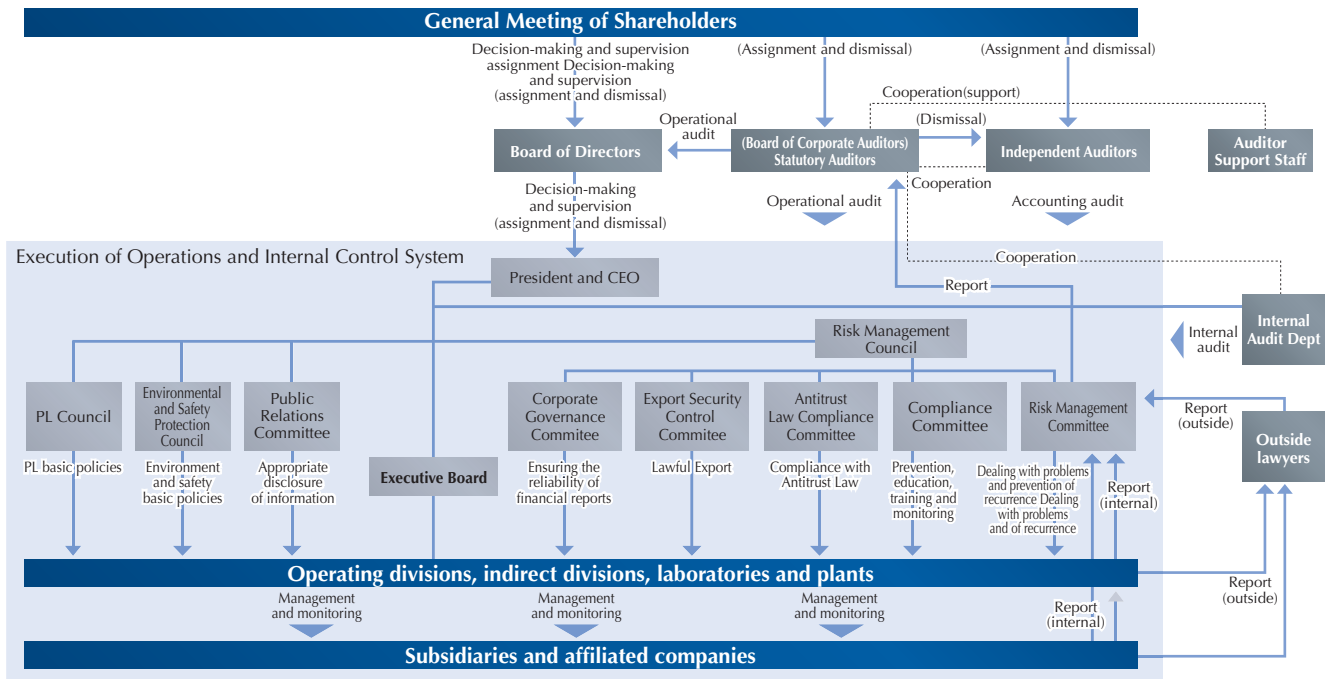 General Meeting of Shareholders
Decision-making and supervision
assignment Decision-making
and supervision
(assignment and dismissal)
(Assignment and dismissal)
(Assignment and dismissal)
Cooperation(support)
Operational
audit
(Dismissal)
Board of Directors
(Board of Corporate Auditors)
Statutory Auditors
Independent Auditors
Auditor
Support Staff
Cooperation
Decision-making
and supervision
(assignment and dismissal)
Operational audit
Accounting audit
Execution of Operations and Internal Control System
Cooperation
President and CEO
Report
Internal
Audit Dept
Internal
audit
Risk Management
Council
PL Council
Environmental
and Safety
Protection
Council
Public
Relations
Committee
Corporate
Governance
Commitee
Export Security
Control
Commitee
Antitrust
Law Compliance
Committee
Compliance
Committee
Risk Management
Committee
Report
(outside)
Outside
lawyers
PL basic policies
Environment
and safety
basic policies
Appropriate
disclosure
of information
Executive Board
Ensuring the
reliability of
financial reports
Lawful Export
Compliance with
Antitrust Law
Prevention,
education,
training and
monitoring
Dealing with problems
and prevention of
recurrence Dealing
with problems
and of recurrence
Report
(internal)
Operating divisions, indirect divisions, laboratories and plants
Management
and monitoring
Management
and monitoring
Management
and monitoring
Report
(internal)
Report
(outside)
Subsidiaries and affiliated companies